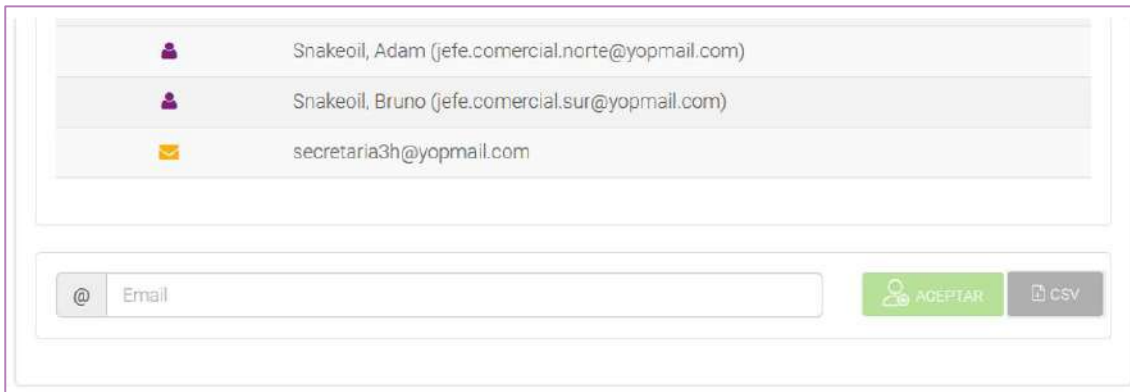 Snakeoil, Adam (jefe.comercial.norte@yopmail.com)
Snakeoil, Bruno (jefe.comercial.sur@yopmail.com)
secretaria3h@yopmail.com
@ Email ACEPTAR CSV